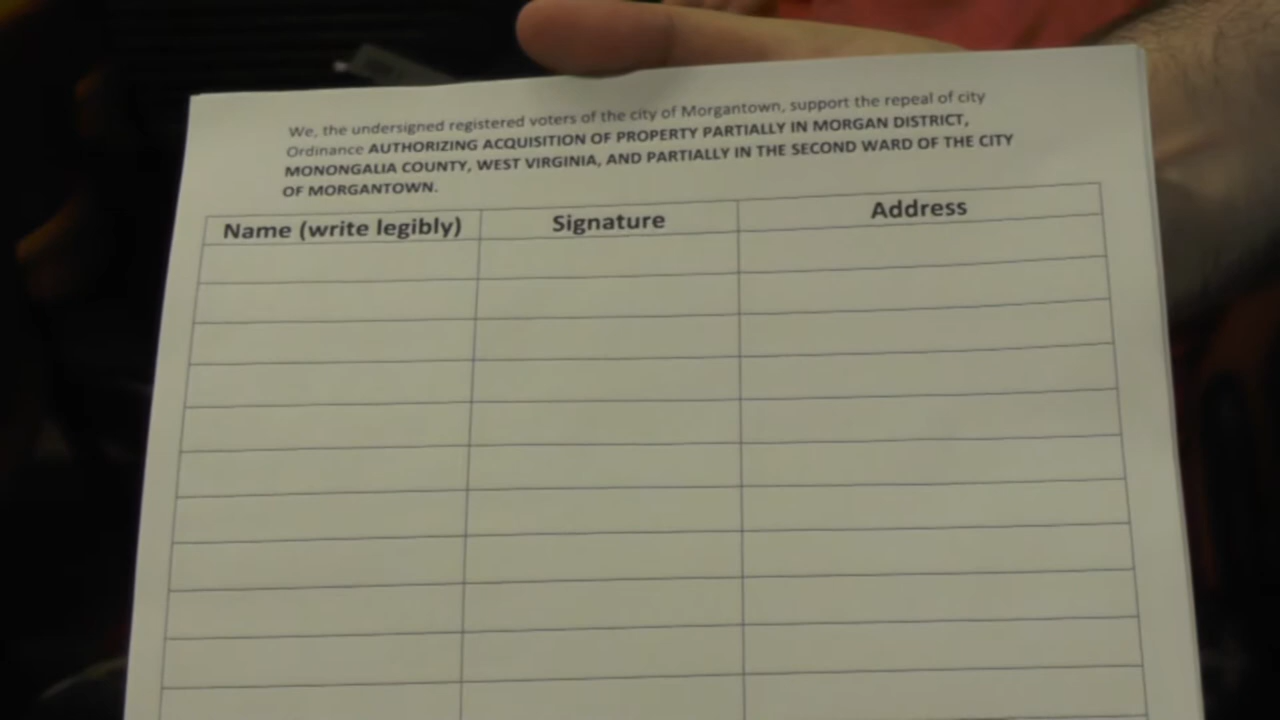 We, the undersigned registered voters of the city of Morgantown, support the repeal of city
Ordinance AUTHORIZING ACQUISITION OF PROPERTY PARTIALLY IN MORGAN DISTRICT,
MONONGALIA COUNTY, WEST VIRGINIA, AND PARTIALLY IN THE SECOND WARD OF THE CITY
OF MORGANTOWN.
Name (write legibly) Signature Address